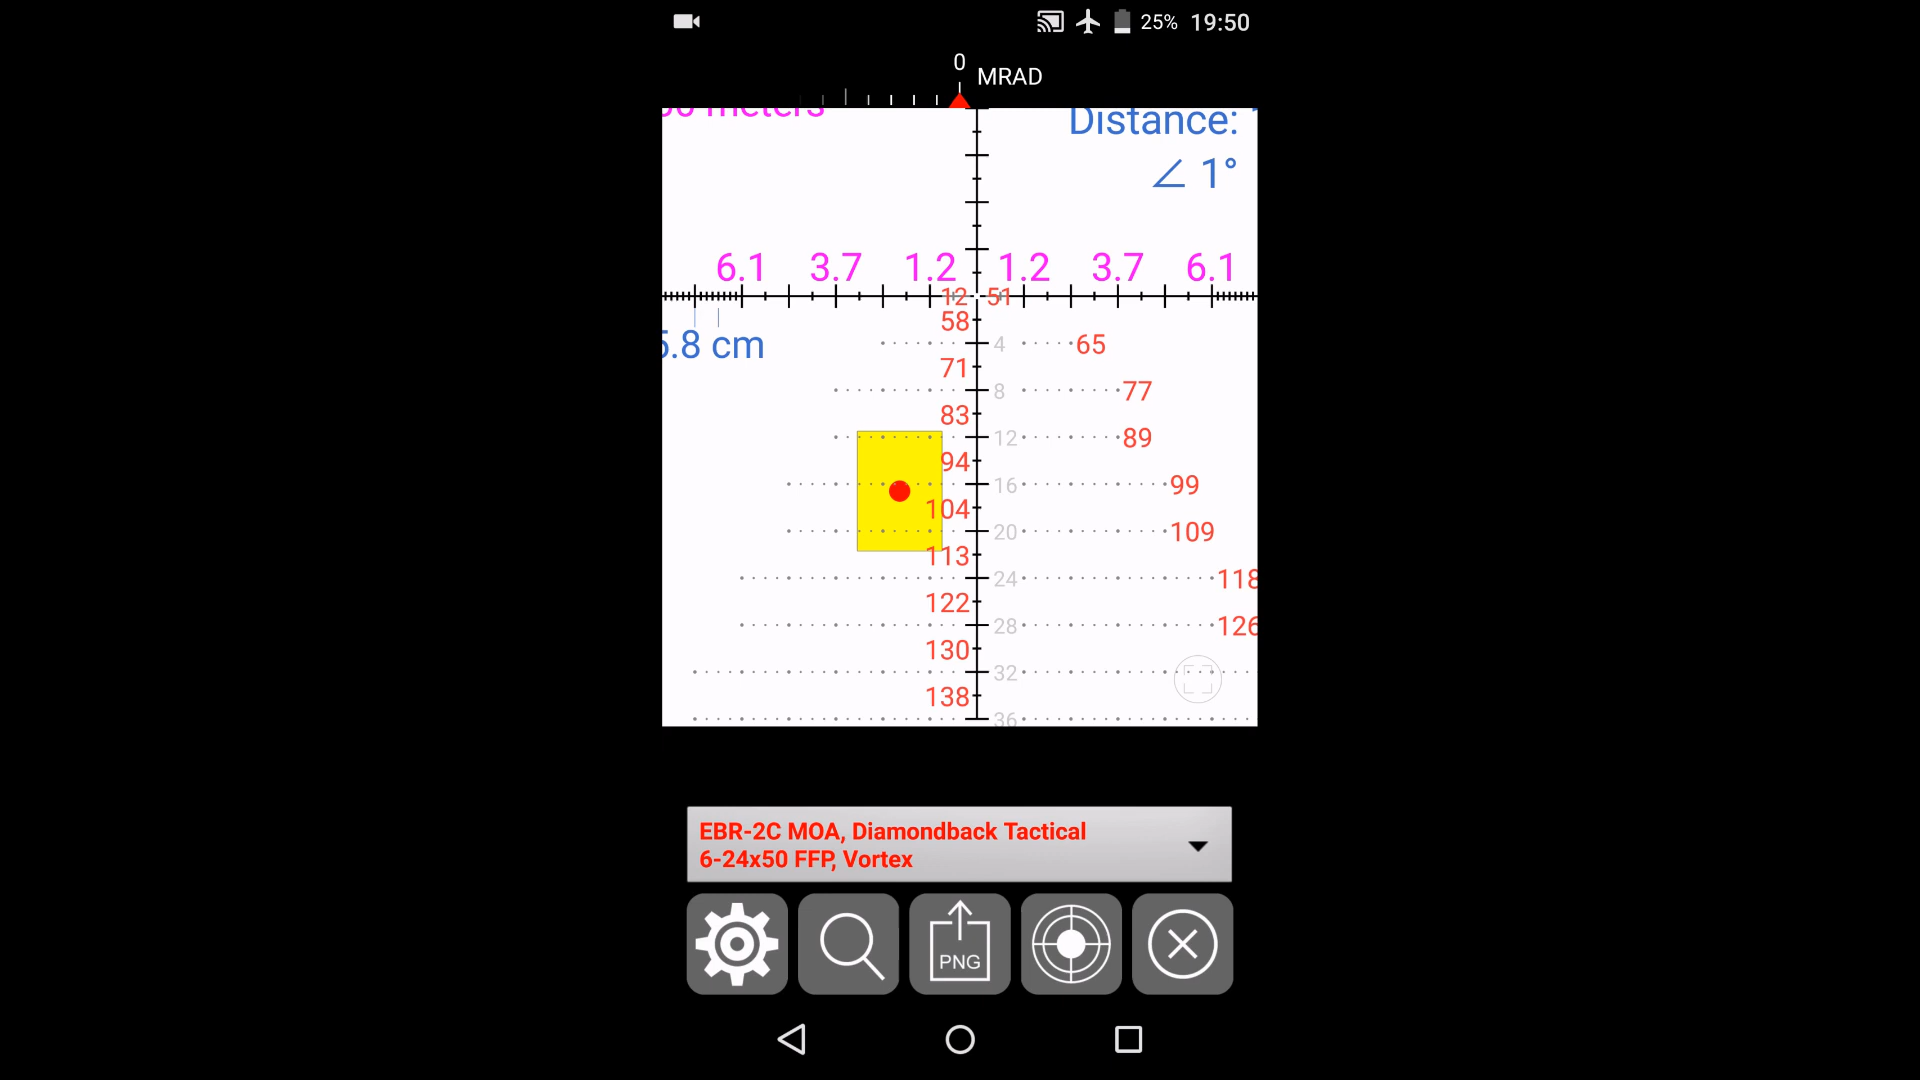 25% 19:50
0
MRAD
meters
Distance:
∠ 1°
6.1 3.7 1.2 1.2 3.7 6.1
12 51
58
5.8 cm
4 65
71
8 77
83
12 89
94
16 99
104
20 109
113
24 118
122
28 126
130
32
138
36
EBR-2C MOA, Diamondback Tactical
6-24x50 FFP, Vortex
PNG